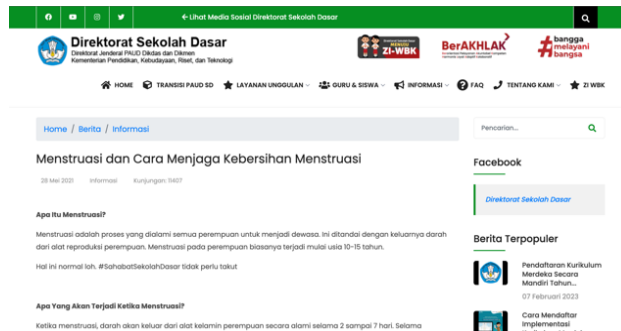 ← Lihat Media Sosial Direktorat Sekolah Dasar
Direktorat Sekolah Dasar
Direktorat Jenderal PAUD Dikdas dan Dikmen
Kementerian Pendidikan, Kebudayaan, Riset, dan Teknologi
MENUJU
ZI-WBK
BerAKHLAK
#bangga
melayani
bangsa
HOME TRANSISI PAUD SD LAYANAN UNGGULAN GURU & SISWA INFORMASI FAQ TENTANG KAMI ZI WBK
Home / Berita / Informasi
Menstruasi dan Cara Menjaga Kebersihan Menstruasi
28 Mei 2021 Informasi Kunjungan: 11407
Apa Itu Menstruasi?
Menstruasi adalah proses yang dialami semua perempuan untuk menjadi dewasa. Ini ditandai dengan keluarnya darah
dari alat reproduksi perempuan. Menstruasi pada perempuan biasanya terjadi mulai usia 10-15 tahun.
Hal ini normal loh. #SahabatSekolahDasar tidak perlu takut
Apa Yang Akan Terjadi Ketika Menstruasi?
Ketika menstruasi, darah akan keluar dari alat kelamin perempuan secara alami selama 2 sampai 7 hari. Selama
Pencarian...
Facebook
Direktorat Sekolah Dasar
Berita Terpopuler
Pendaftaran Kurikulum
Merdeka Secara
Mandiri Tahun...
07 Februari 2023
Cara Mendaftar
Implementasi